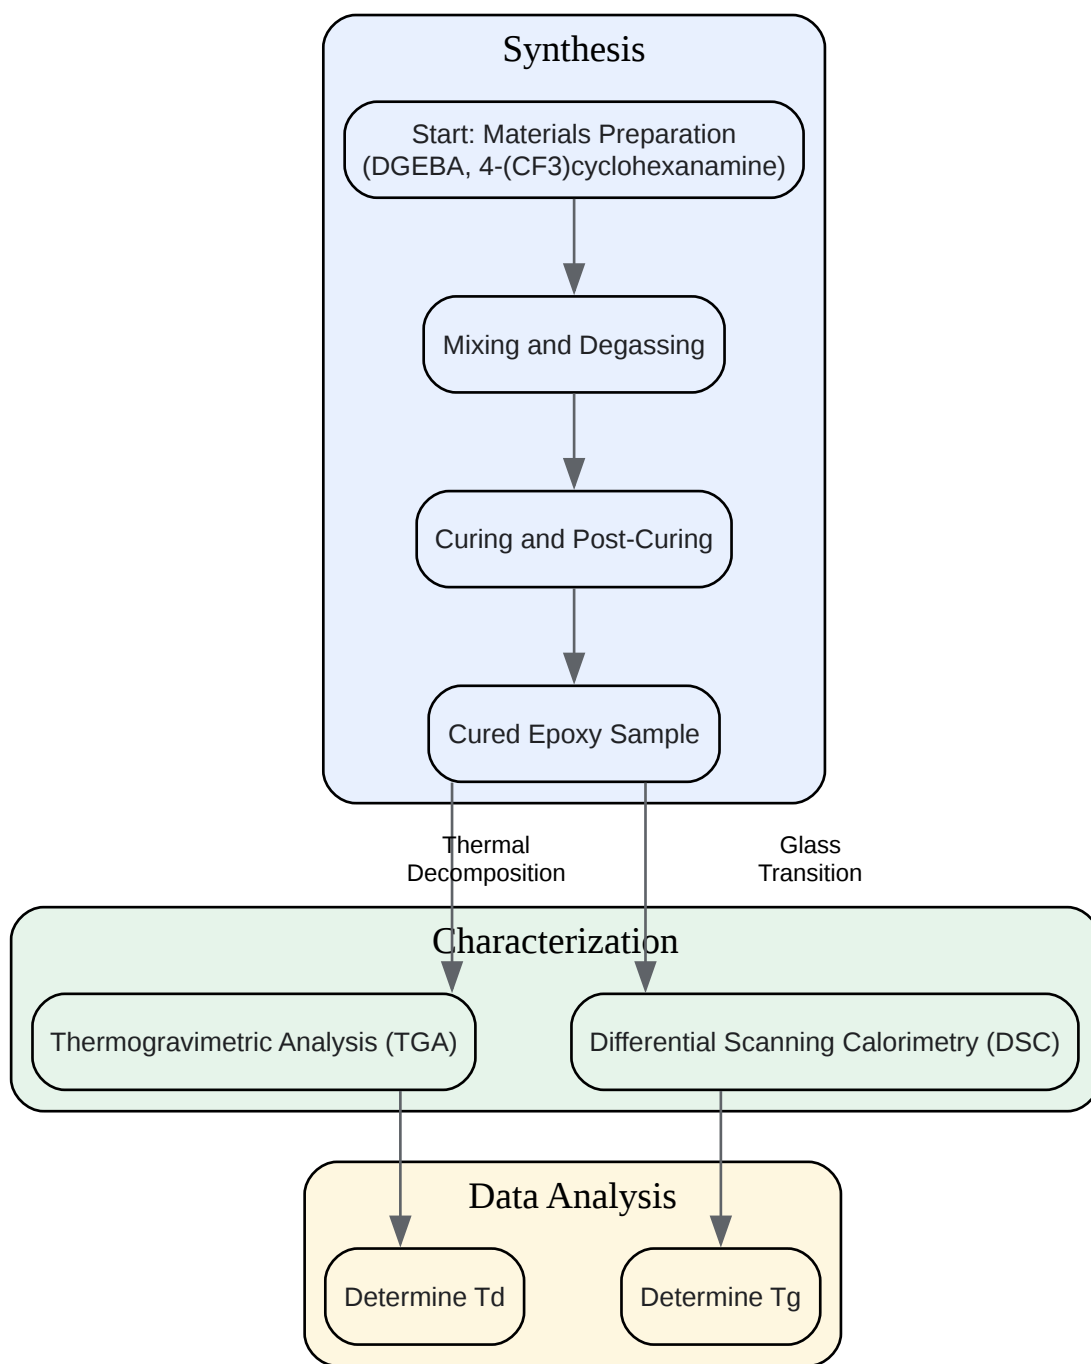 Synthesis
Start: Materials Preparation
(DGEBA, 4-(CF3)cyclohexanamine)
Mixing and Degassing
Curing and Post-Curing
Cured Epoxy Sample
Thermal
Decomposition
Glass
Transition
Characterization
Thermogravimetric Analysis (TGA)
Differential Scanning Calorimetry (DSC)
Data Analysis
Determine Td
Determine Tg